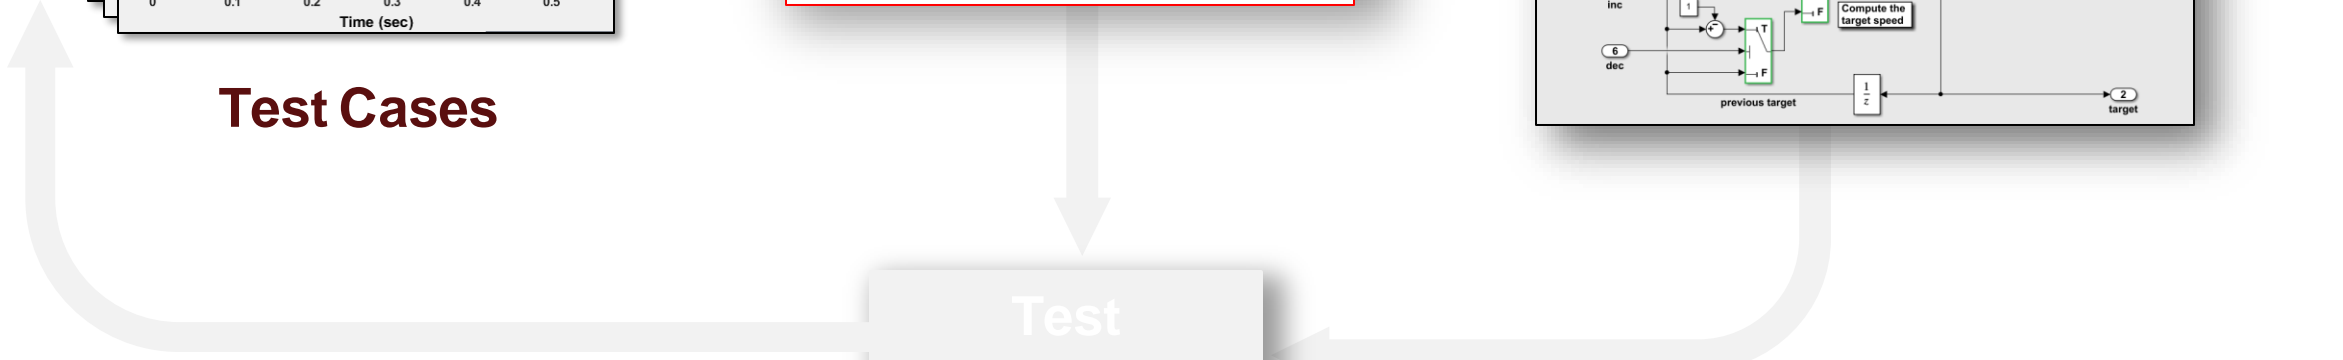 0 0.1 0.2 0.3 0.4 0.5
Time (sec)
Test Cases
inc
1
F
Compute the
target speed
T
6
dec
F
previous target
1
z
2
target
Test